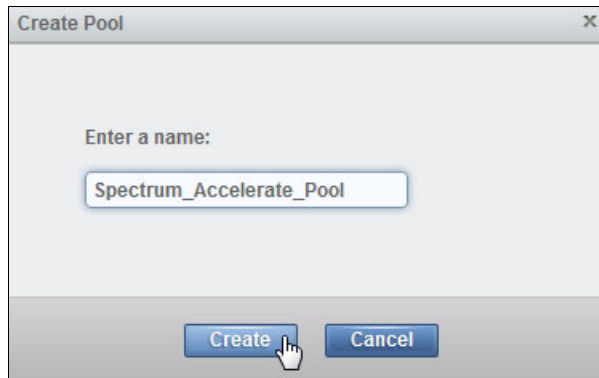 Create Pool
x
Enter a name:
Spectrum_Accelerate_Pool
Create
Cancel